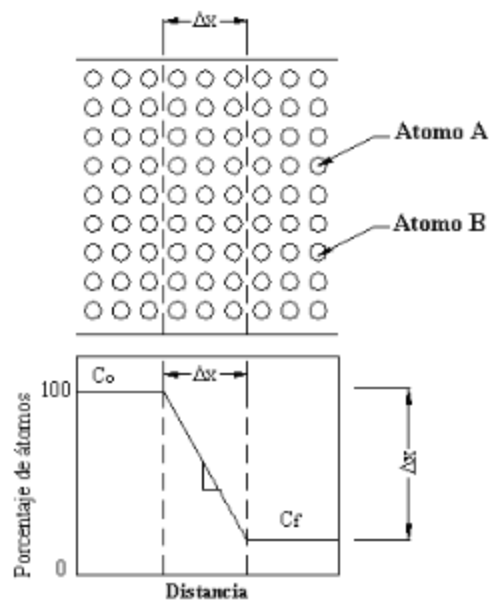 Δx
Atomo A
Atomo B
Co
Δx
100
Porcentaje de átomos
Δx
Cf
0
Distancia